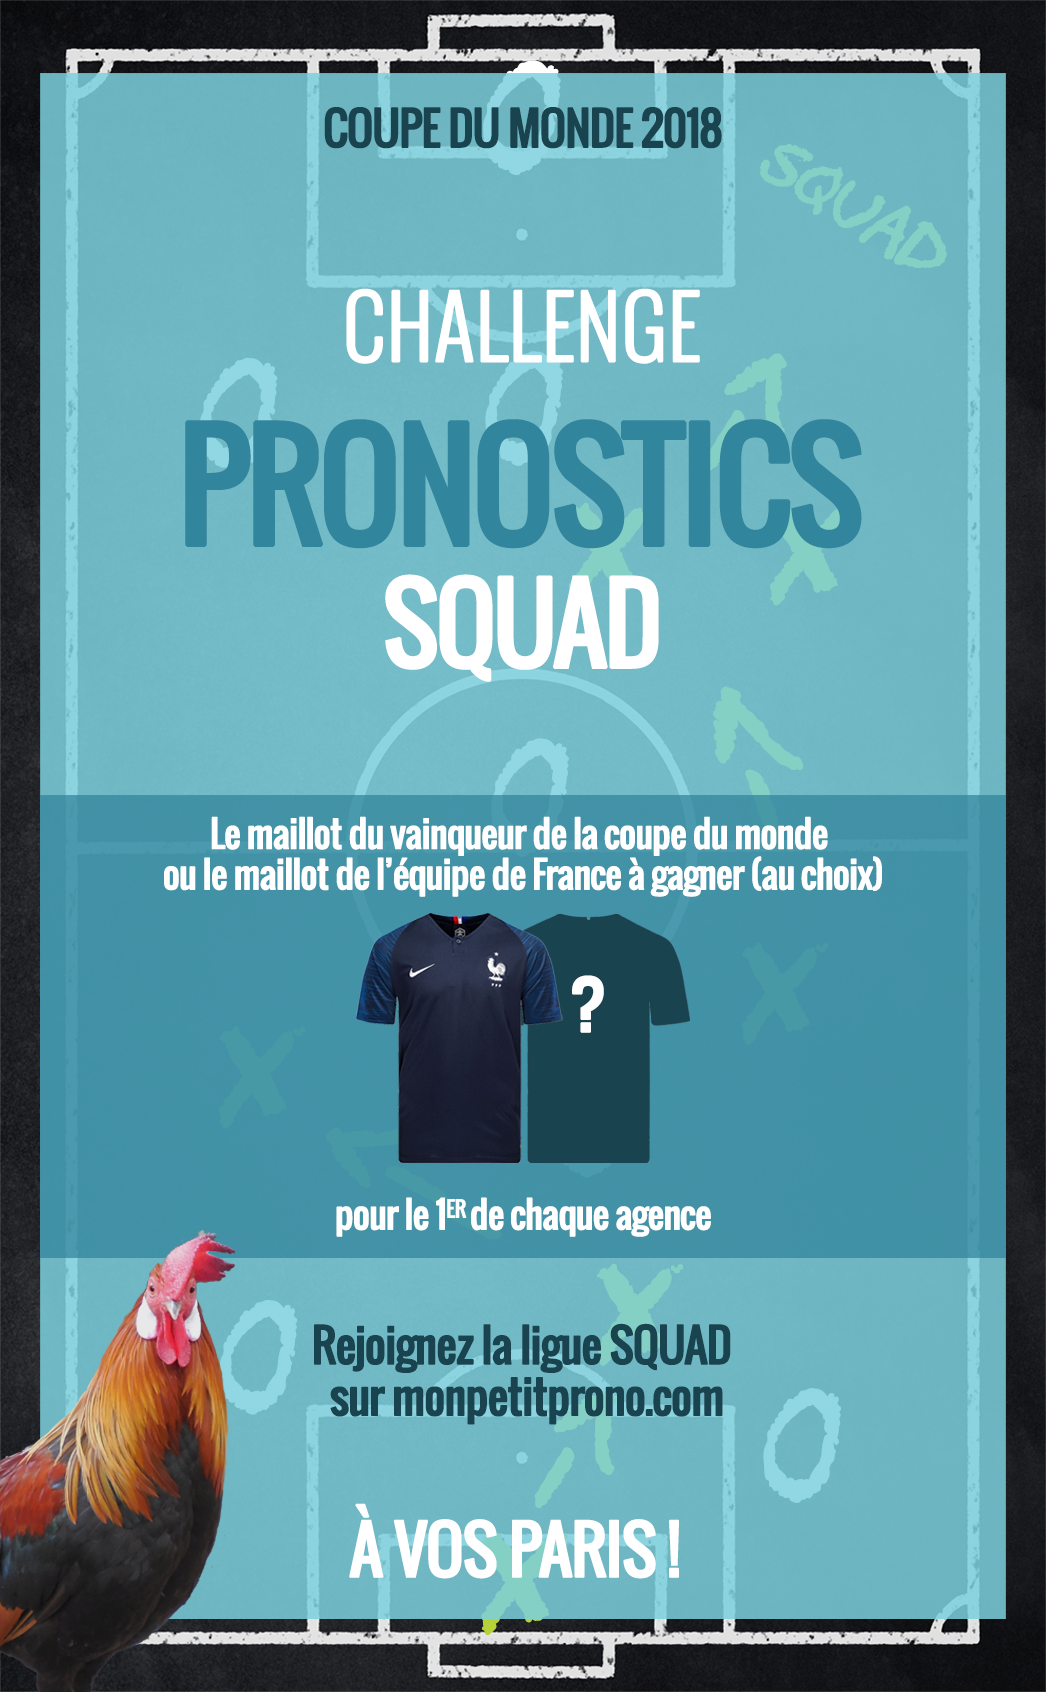 COUPE DU MONDE 2018
SQUAD
CHALLENGE
PRONOSTICS
SQUAD
Le maillot du vainqueur de la coupe du monde
ou le maillot de l'équipe de France à gagner (au choix)
?
pour le 1ER de chaque agence
Rejoignez la ligue SQUAD
sur monpetitprono.com
À VOS PARIS !